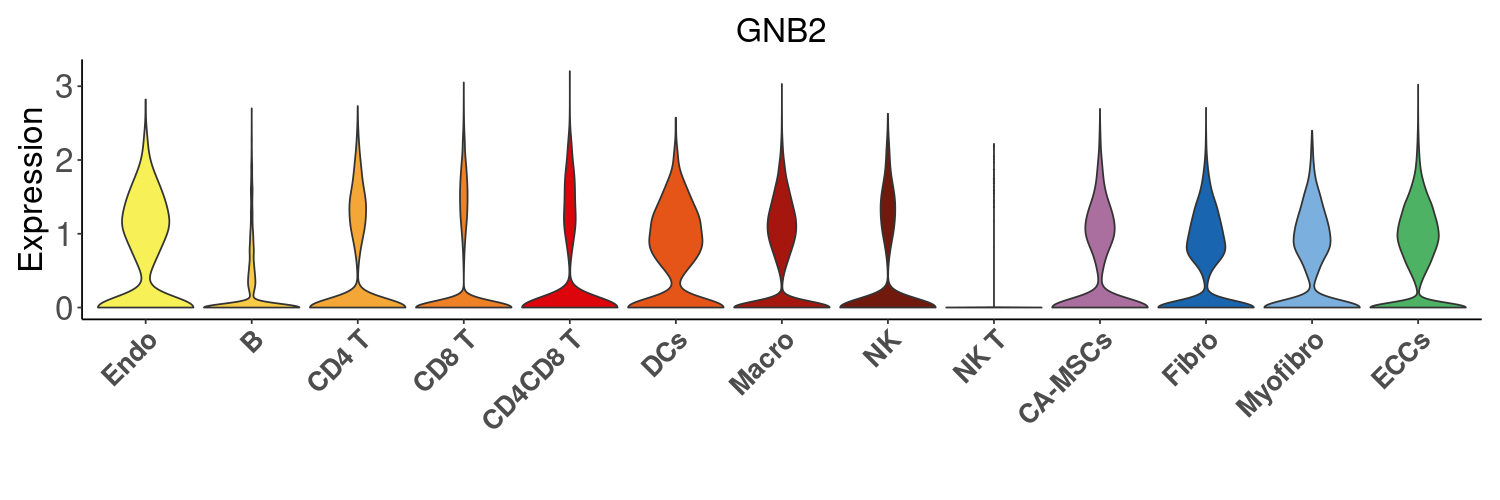 GNB2
Expression
3
2
1
0
Endo
B
CD4 T
CD8 T
CD4CD8 T
DCs
Macro
NK
NK T
CA-MSCs
Fibro
Myofibro
ECCs